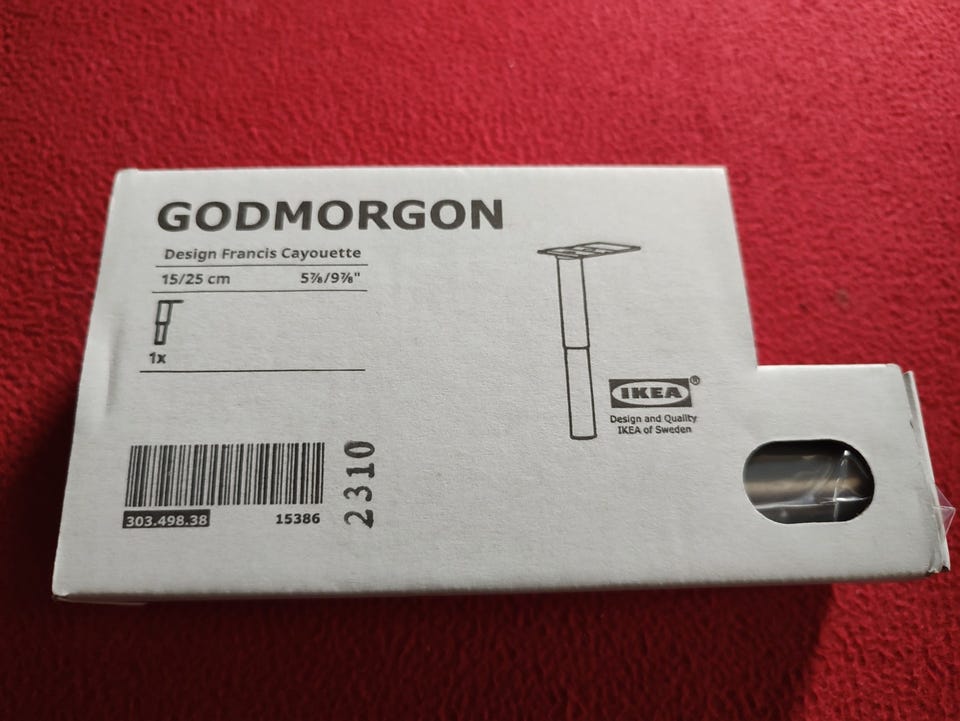 GODMORGON
Design Francis Cayouette
15/25 cm 5⅞/9⅞"
1x
IKEA®
Design and Quality
IKEA of Sweden
303.498.38 15386
2310